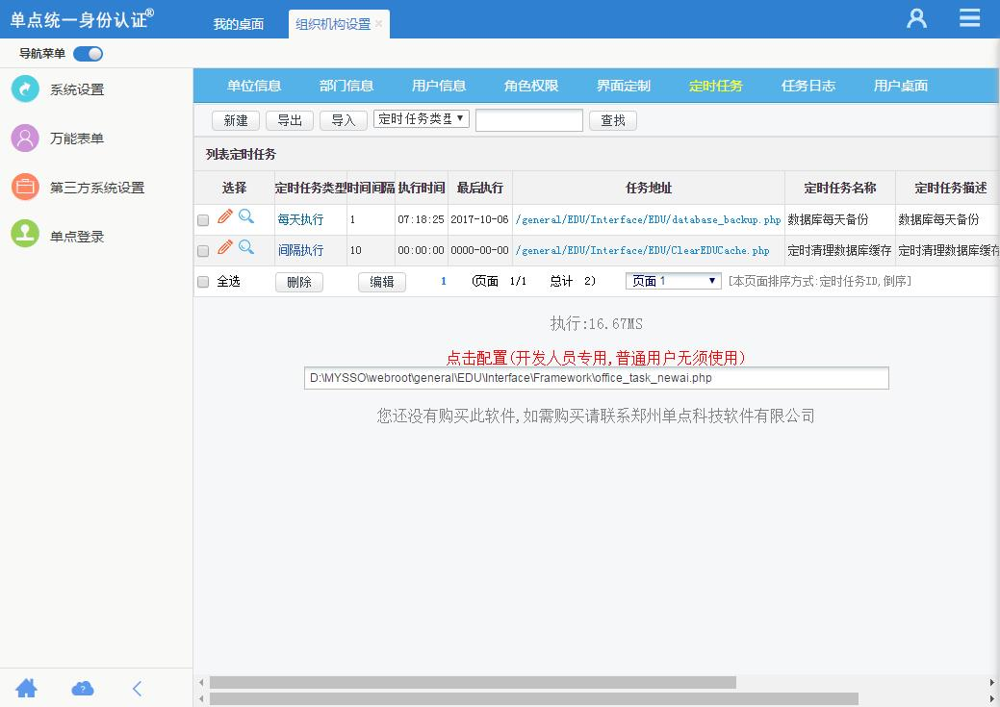 单点统一身份认证® 我的桌面 组织机构设置 ×
导航菜单
系统设置
万能表单
第三方系统设置
单点登录
单位信息 部门信息 用户信息 角色权限 界面定制 定时任务 任务日志 用户桌面
新建 导出 导入 定时任务类型 查找
列表定时任务
选择 定时任务类型 时间间隔 执行时间 最后执行 任务地址 定时任务名称 定时任务描述
每天执行 1 07:18:25 2017-10-06 /general/EDU/Interface/EDU/database_backup.php 数据库每天备份 数据库每天备份
间隔执行 10 00:00:00 0000-00-00 /general/EDU/Interface/EDU/ClearEDUCache.php 定时清理数据库缓存 定时清理数据库缓存
全选 删除 编辑 1 (页面 1/1 总计 2) 页面 1 [本页面排序方式:定时任务ID,倒序]
执行:16.67MS
点击配置(开发人员专用,普通用户无须使用)
D:\MYSSO\webroot\general\EDU\Interface\Framework\office_task_newai.php
您还没有购买此软件,如需购买请联系郑州单点科技软件有限公司